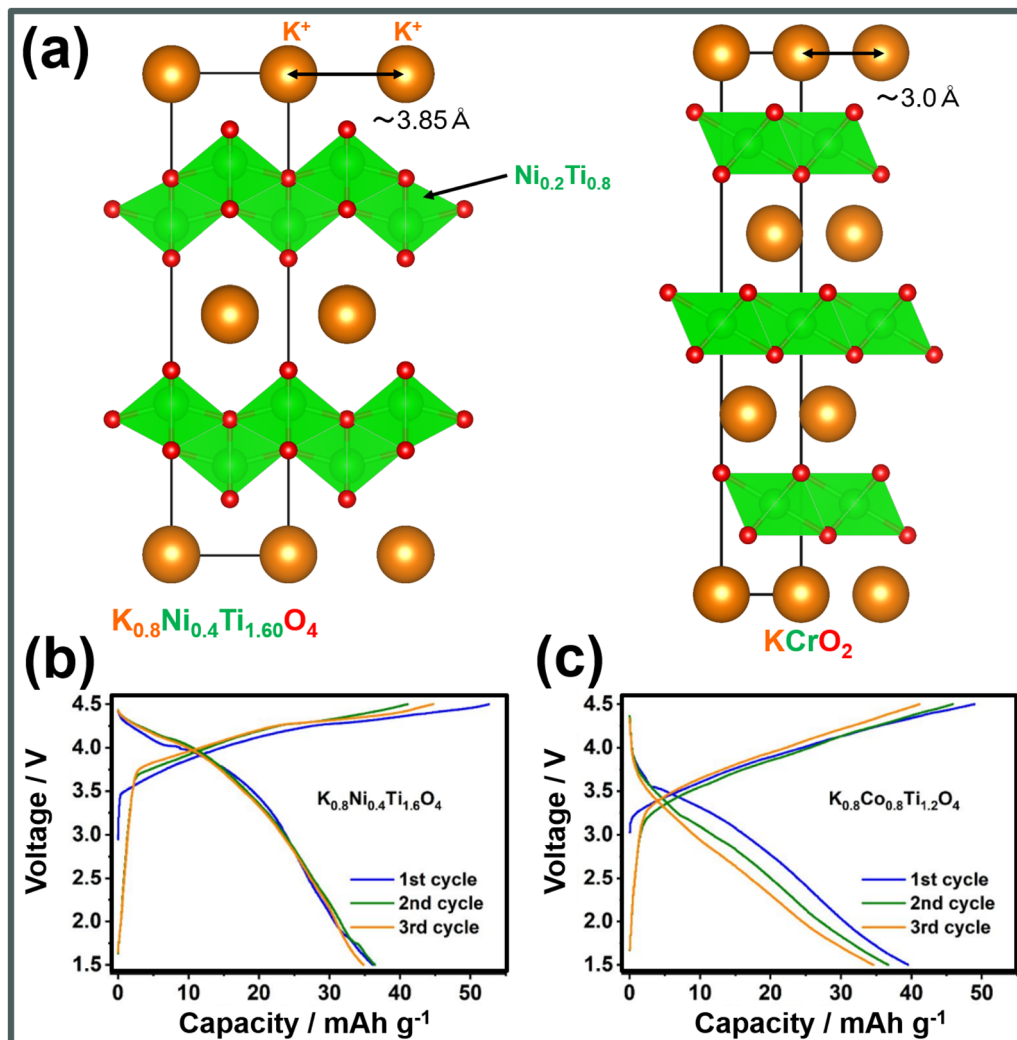 (a)
K⁺ K⁺
~3.85 Å
Ni₀.₂Ti₀.₈
K₀.₈Ni₀.₄Ti₁.₆₀O₄
~3.0 Å
KCrO₂
(b)
Voltage / V
4.5
4.0
3.5
3.0
2.5
2.0
1.5
K₀.₈Ni₀.₄Ti₁.₆O₄
1st cycle
2nd cycle
3rd cycle
0 10 20 30 40 50
Capacity / mAh g⁻¹
(c)
Voltage / V
4.5
4.0
3.5
3.0
2.5
2.0
1.5
K₀.₈Co₀.₈Ti₁.₂O₄
1st cycle
2nd cycle
3rd cycle
0 10 20 30 40 50
Capacity / mAh g⁻¹